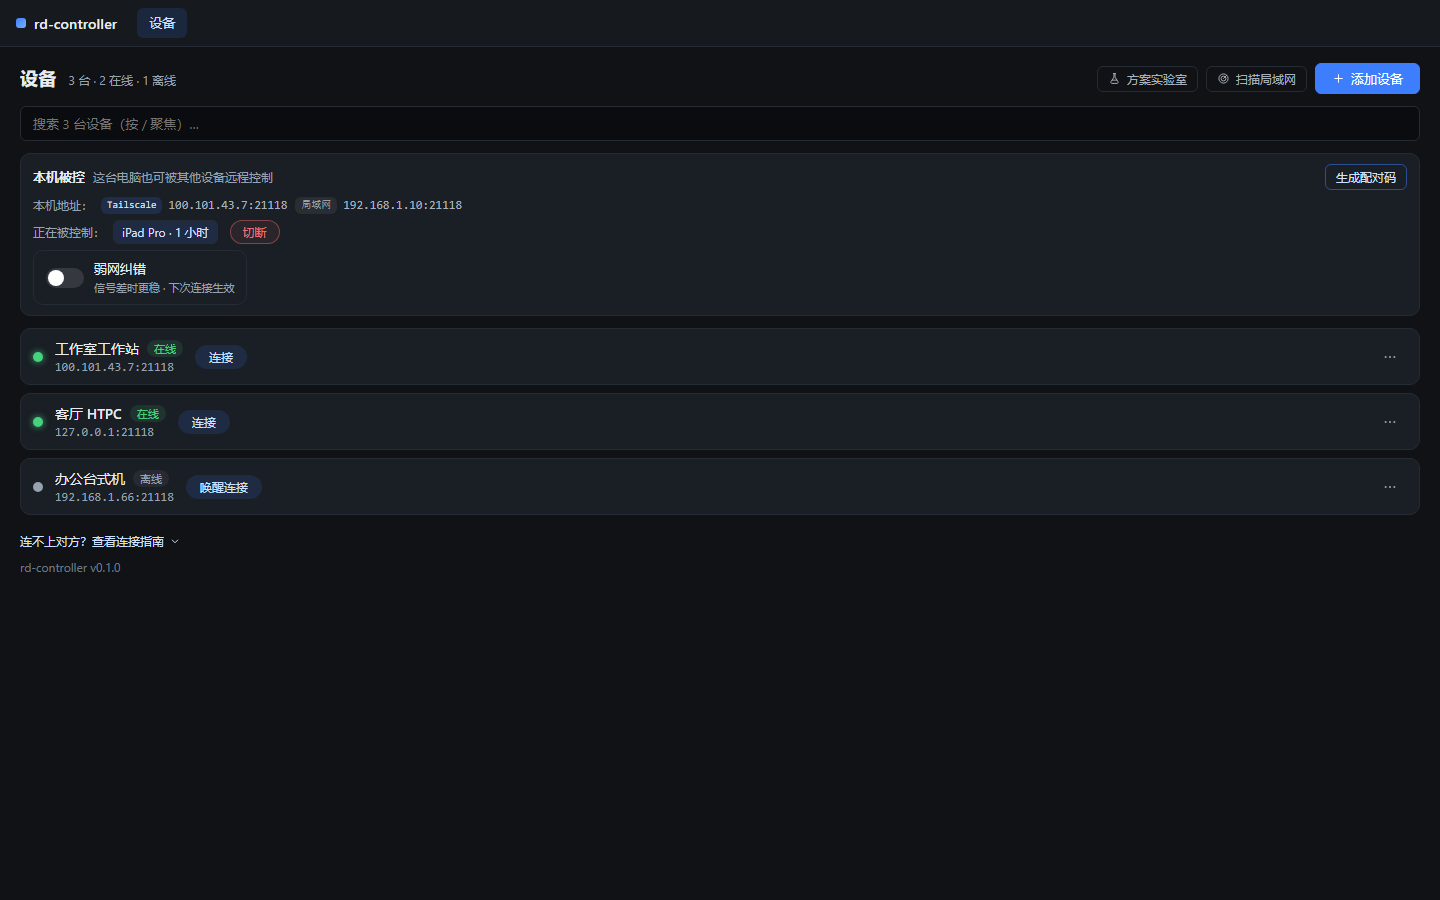 rd-controller 设备
设备 3 台 · 2 在线 · 1 离线 方案实验室 扫描局域网 + 添加设备
搜索 3 台设备（按 / 聚焦）...
本机被控 这台电脑也可被其他设备远程控制 生成配对码
本机地址: Tailscale 100.101.43.7:21118 局域网 192.168.1.10:21118
正在被控制: iPad Pro · 1 小时 切断
弱网纠错
信号差时更稳 · 下次连接生效
工作室工作站 在线 连接
100.101.43.7:21118
客厅 HTPC 在线 连接
127.0.0.1:21118
办公台式机 离线 唤醒连接
192.168.1.66:21118
连不上对方？查看连接指南
rd-controller v0.1.0